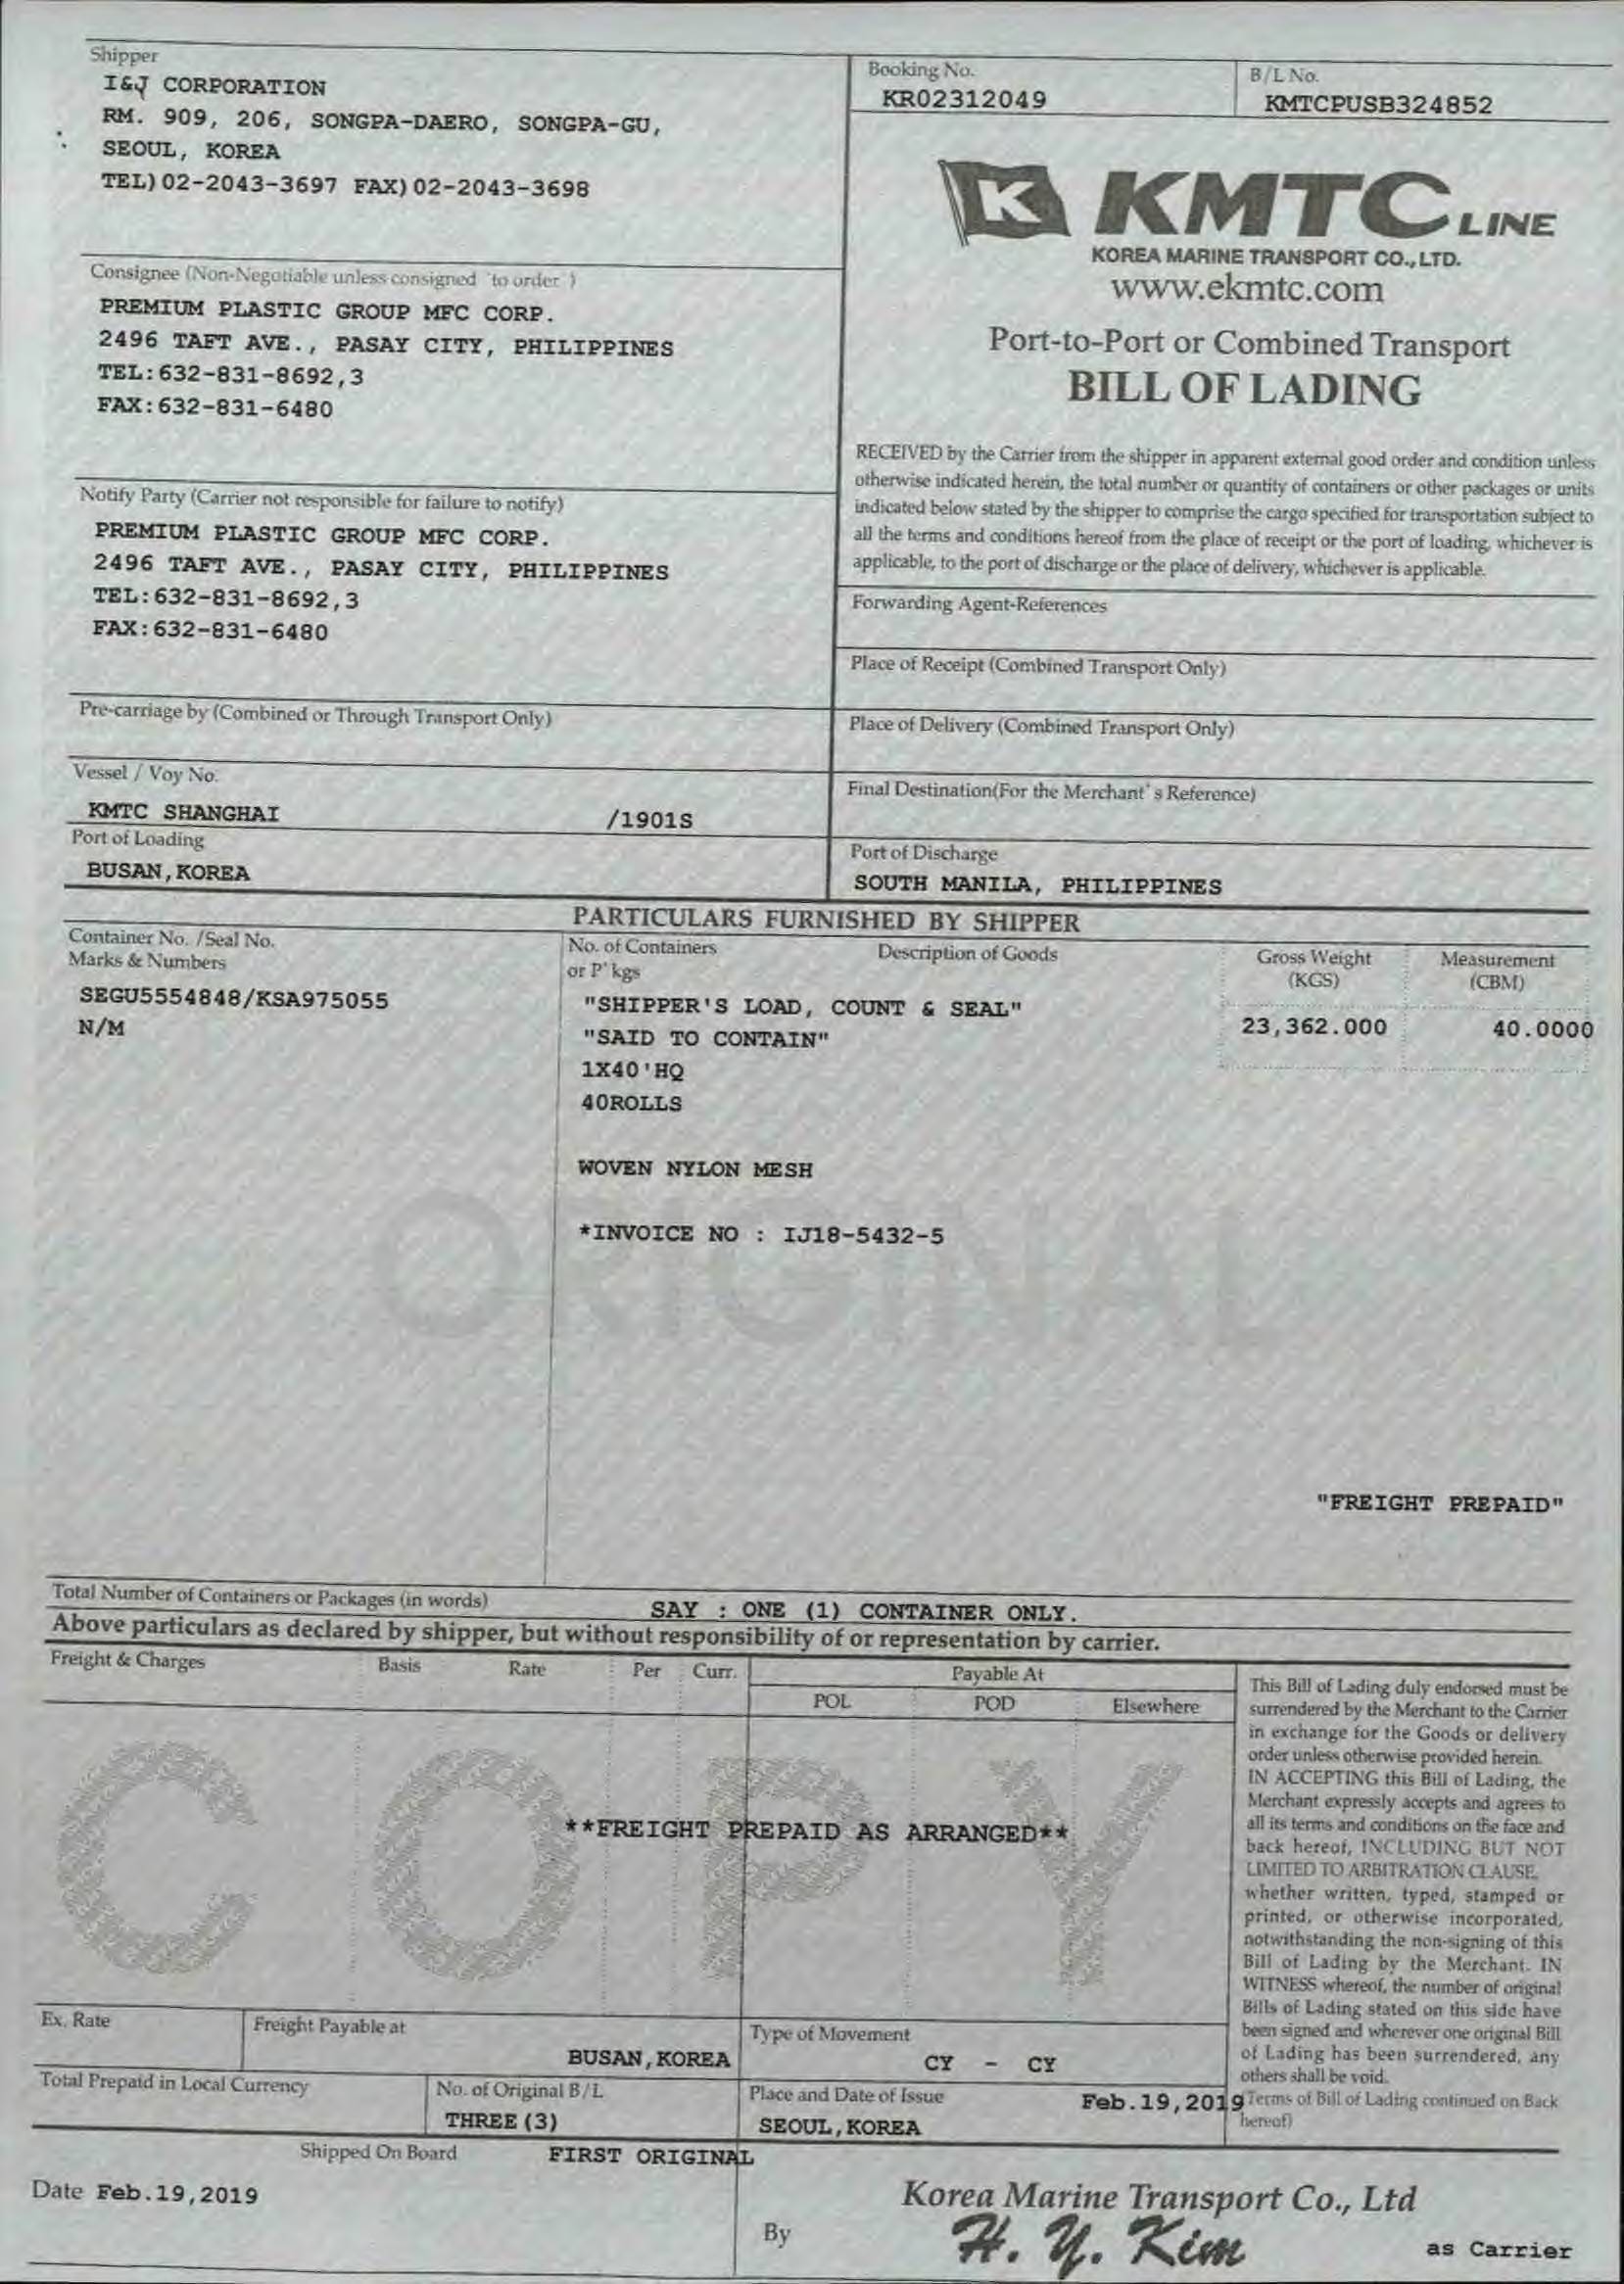 Shipper
I&J CORPORATION
RM. 909, 206, SONGPA-DAERO, SONGPA-GU,
SEOUL, KOREA
TEL)02-2043-3697 FAX)02-2043-3698
Booking No.
KR02312049
B/L No.
KMTCPUSB324852
K KMTC LINE
KOREA MARINE TRANSPORT CO., LTD.
www.ekmtc.com
Port-to-Port or Combined Transport
BILL OF LADING
Consignee (Non-Negotiable unless consigned 'to order')
PREMIUM PLASTIC GROUP MFC CORP.
2496 TAFT AVE., PASAY CITY, PHILIPPINES
TEL:632-831-8692,3
FAX:632-831-6480
RECEIVED by the Carrier from the shipper in apparent external good order and condition unless
otherwise indicated herein, the total number or quantity of containers or other packages or units
indicated below stated by the shipper to comprise the cargo specified for transportation subject to
all the terms and conditions hereof from the place of receipt or the port of loading, whichever is
applicable, to the port of discharge or the place of delivery, whichever is applicable.
Notify Party (Carrier not responsible for failure to notify)
PREMIUM PLASTIC GROUP MFC CORP.
2496 TAFT AVE., PASAY CITY, PHILIPPINES
TEL:632-831-8692,3
FAX:632-831-6480
Forwarding Agent-References
Place of Receipt (Combined Transport Only)
Pre-carriage by (Combined or Through Transport Only)
Place of Delivery (Combined Transport Only)
Vessel / Voy No.
KMTC SHANGHAI /1901S
Final Destination(For the Merchant's Reference)
Port of Loading
BUSAN,KOREA
Port of Discharge
SOUTH MANILA, PHILIPPINES
PARTICULARS FURNISHED BY SHIPPER
Container No. /Seal No.
Marks & Numbers
No. of Containers
or P'kgs
Description of Goods
Gross Weight
(KGS)
Measurement
(CBM)
SEGU5554848/KSA975055
N/M
"SHIPPER'S LOAD, COUNT & SEAL"
"SAID TO CONTAIN"
1X40'HQ
40ROLLS
23,362.000
40.0000
WOVEN NYLON MESH
*INVOICE NO : IJ18-5432-5
ORIGINAL
"FREIGHT PREPAID"
Total Number of Containers or Packages (in words)
SAY : ONE (1) CONTAINER ONLY.
Above particulars as declared by shipper, but without responsibility of or representation by carrier.
Freight & Charges Basis Rate Per Curr.
Payable At
POL POD Elsewhere
COPY
**FREIGHT PREPAID AS ARRANGED**
This Bill of Lading duly endorsed must be
surrendered by the Merchant to the Carrier
in exchange for the Goods or delivery
order unless otherwise provided herein.
IN ACCEPTING this Bill of Lading, the
Merchant expressly accepts and agrees to
all its terms and conditions on the face and
back hereof, INCLUDING BUT NOT
LIMITED TO ARBITRATION CLAUSE,
whether written, typed, stamped or
printed, or otherwise incorporated,
notwithstanding the non-signing of this
Bill of Lading by the Merchant. IN
WITNESS whereof, the number of original
Bills of Lading stated on this side have
been signed and wherever one original Bill
of Lading has been surrendered, any
others shall be void.
Terms of Bill of Lading continued on Back
hereof)
Ex. Rate
Freight Payable at
BUSAN,KOREA
Type of Movement
CY - CY
Total Prepaid in Local Currency
No. of Original B/L
THREE(3)
Place and Date of Issue
Feb.19,2019
SEOUL,KOREA
Shipped On Board
FIRST ORIGINAL
Date Feb.19,2019
Korea Marine Transport Co., Ltd
By
H. Y. Kim
as Carrier